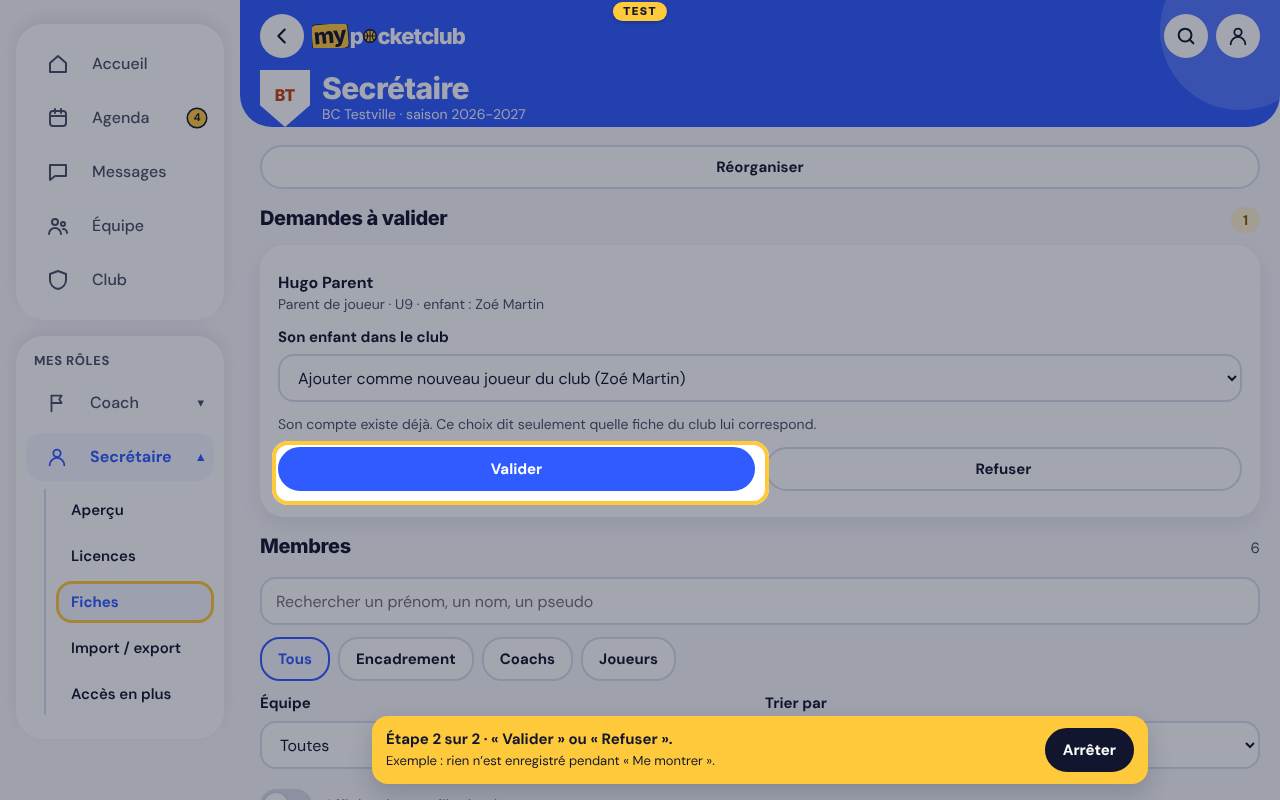 TEST
Accueil
Agenda
4
Messages
Équipe
Club
MES RÔLES
Coach
Secrétaire
Aperçu
Licences
Fiches
Import / export
Accès en plus
mypocketclub
BT
Secrétaire
BC Testville · saison 2026-2027
Réorganiser
Demandes à valider
1
Hugo Parent
Parent de joueur · U9 · enfant : Zoé Martin
Son enfant dans le club
Ajouter comme nouveau joueur du club (Zoé Martin)
Son compte existe déjà. Ce choix dit seulement quelle fiche du club lui correspond.
Valider
Refuser
Membres
6
Rechercher un prénom, un nom, un pseudo
Tous
Encadrement
Coachs
Joueurs
Équipe
Trier par
Toutes
Étape 2 sur 2 · « Valider » ou « Refuser ».
Exemple : rien n’est enregistré pendant « Me montrer ».
Arrêter